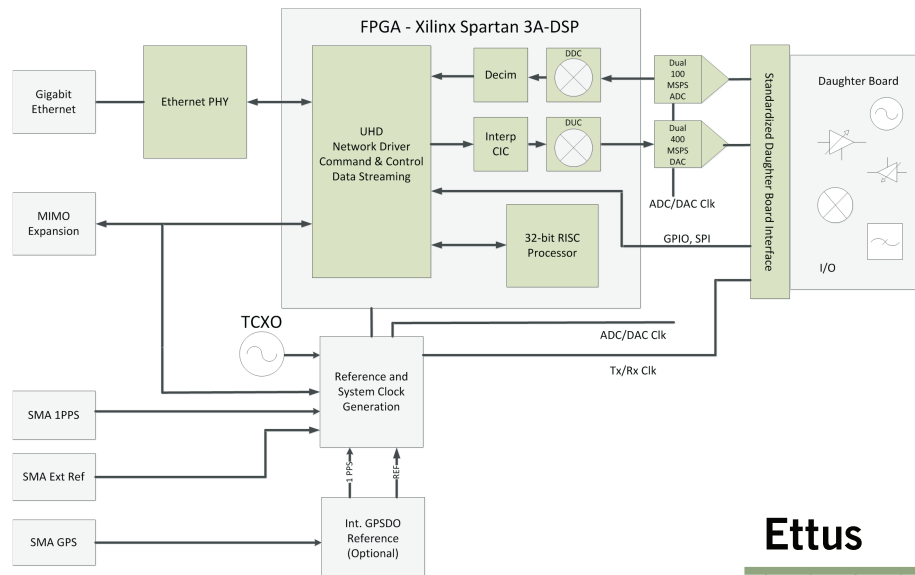 FPGA - Xilinx Spartan 3A-DSP
Gigabit
Ethernet
Ethernet PHY
UHD
Network Driver
Command & Control
Data Streaming
Decim
DDC
Dual
100
MSPS
ADC
Interp
CIC
DUC
Dual
400
MSPS
DAC
ADC/DAC Clk
Standardized Daughter Board Interface
Daughter Board
I/O
MIMO
Expansion
GPIO, SPI
32-bit RISC
Processor
TCXO
ADC/DAC Clk
Tx/Rx Clk
Reference and
System Clock
Generation
SMA 1PPS
SMA Ext Ref
1 PPS
REF
SMA GPS
Int. GPSDO
Reference
(Optional)
Ettus